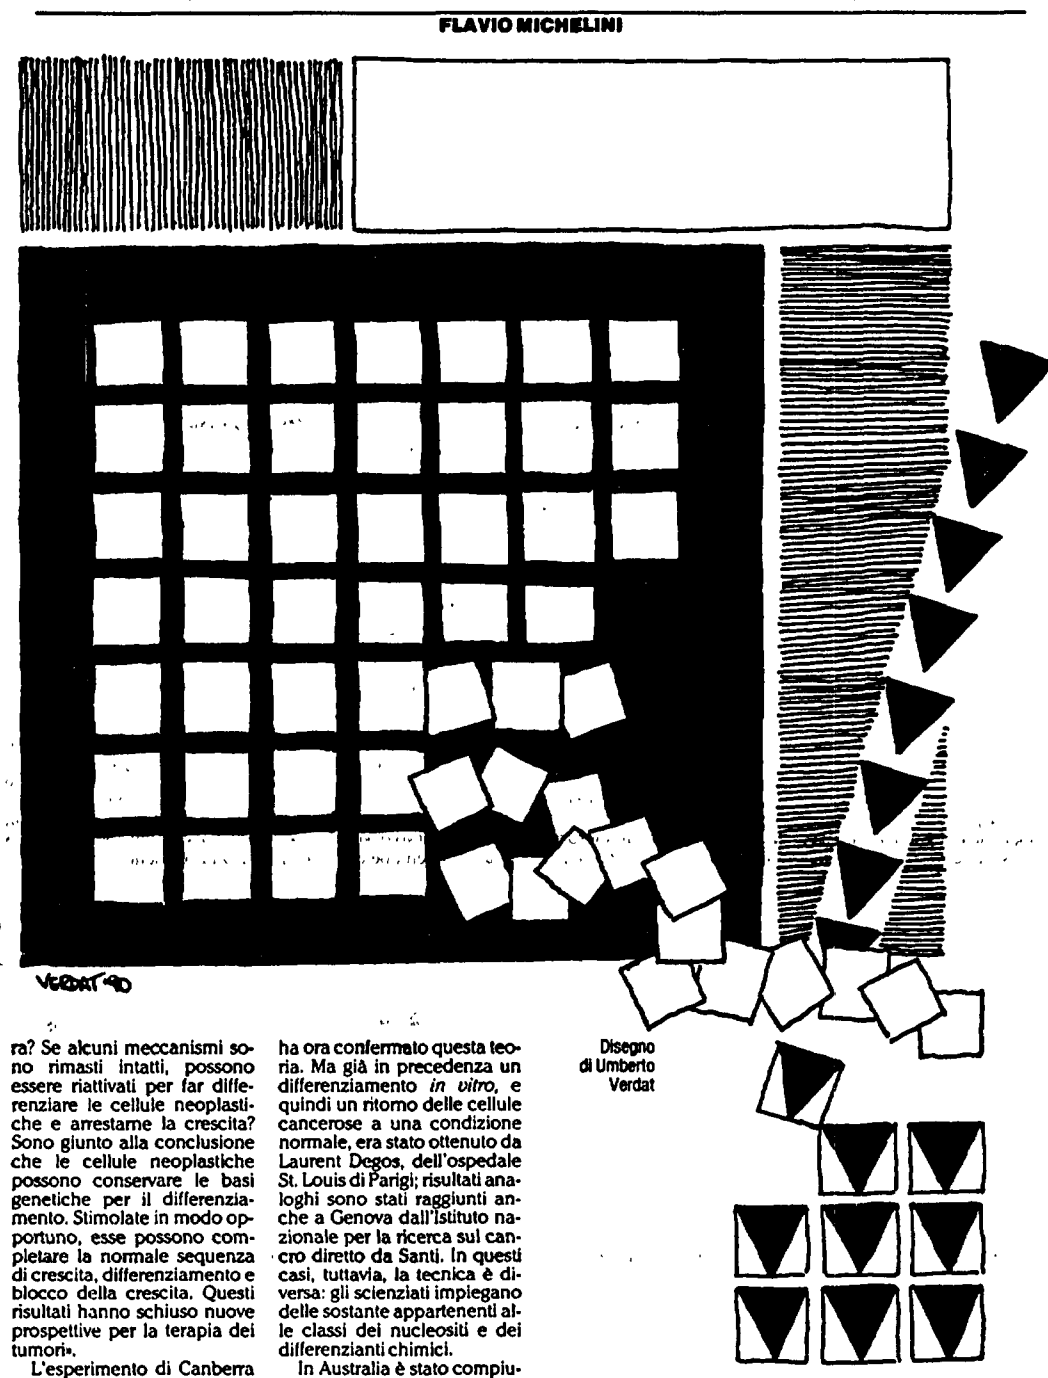 FLAVIO MICHELINI
VERDAT·90
ra? Se alcuni meccanismi so-
no rimasti intatti, possono
essere riattivati per far diffe-
renziare le cellule neoplasti-
che e arrestarne la crescita?
Sono giunto alla conclusione
che le cellule neoplastiche
possono conservare le basi
genetiche per il differenzia-
mento. Stimolate in modo op-
portuno, esse possono com-
pletare la normale sequenza
di crescita, differenziamento e
blocco della crescita. Questi
risultati hanno schiuso nuove
prospettive per la terapia dei
tumori».
L'esperimento di Canberra
ha ora confermato questa teo-
ria. Ma già in precedenza un
differenziamento in vitro, e
quindi un ritorno delle cellule
cancerose a una condizione
normale, era stato ottenuto da
Laurent Degos, dell'ospedale
St. Louis di Parigi; risultati ana-
loghi sono stati raggiunti an-
che a Genova dall'Istituto na-
zionale per la ricerca sul can-
cro diretto da Santi. In questi
casi, tuttavia, la tecnica è di-
versa: gli scienziati impiegano
delle sostante appartenenti al-
le classi dei nucleositi e dei
differenzianti chimici.
In Australia è stato compiu-
Disegno
di Umberto
Verdat